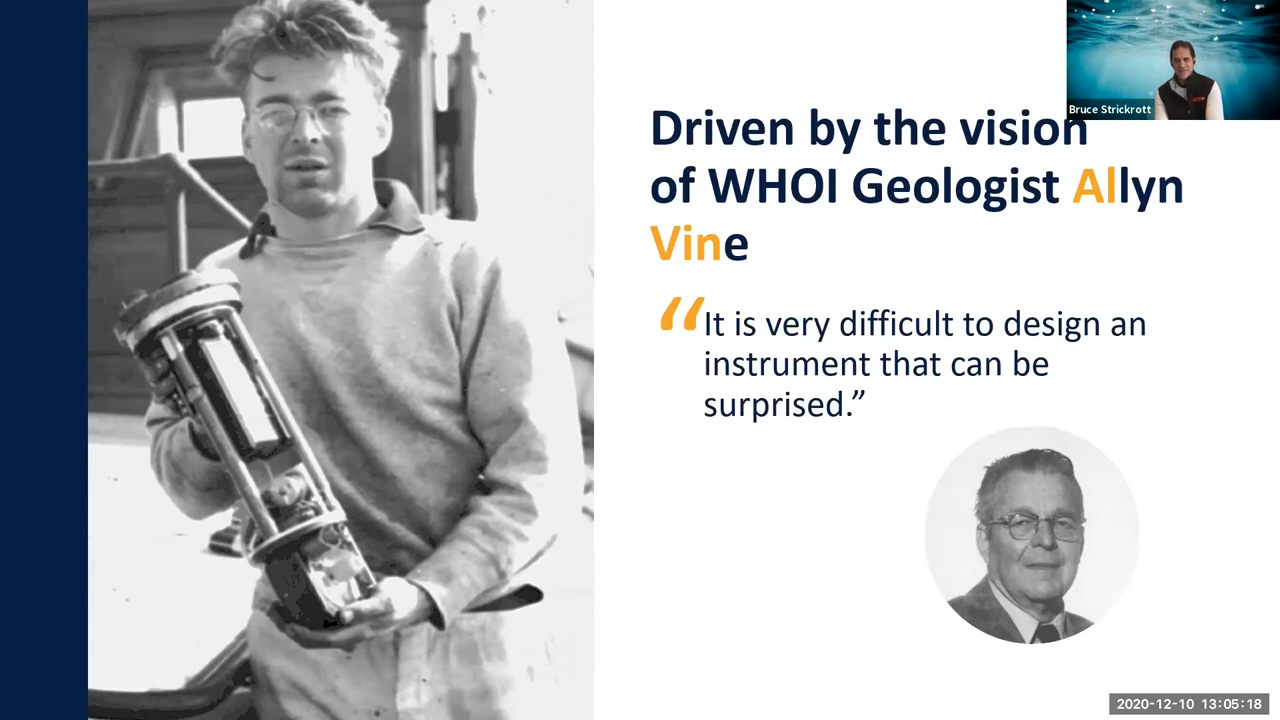 Bruce Strickrott
Driven by the vision
of WHOI Geologist Allyn
Vine
“It is very difficult to design an
instrument that can be
surprised.”
2020-12-10 13:05:18